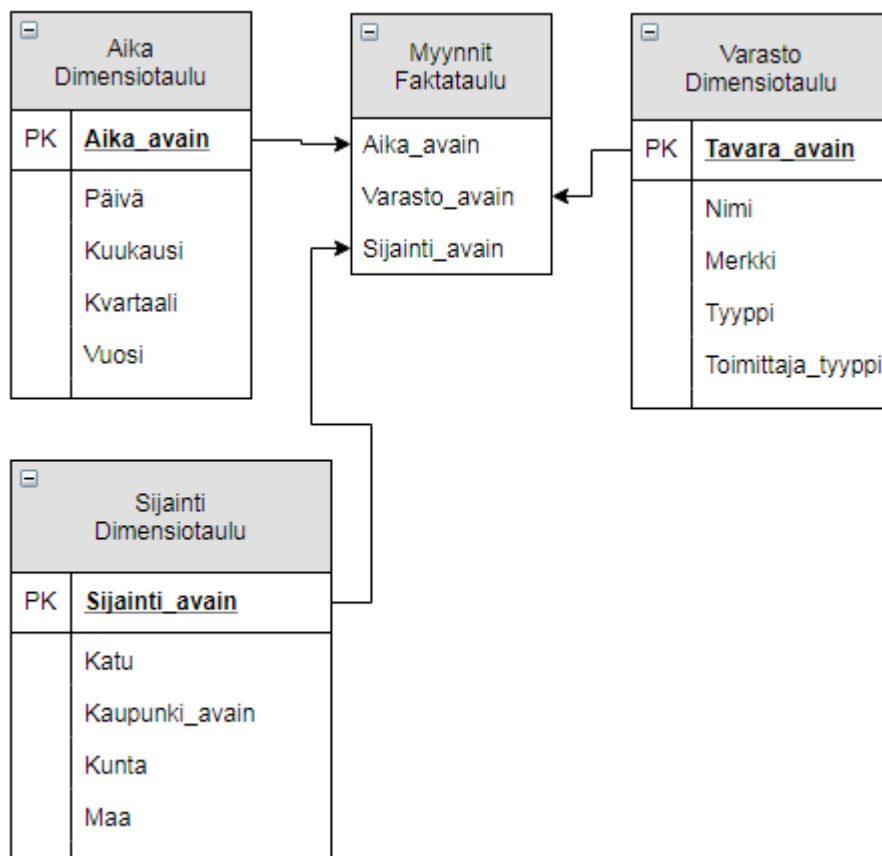 Aika
Dimensiotaulu
PK Aika_avain
Päivä
Kuukausi
Kvartaali
Vuosi
Myynnit
Faktataulu
Aika_avain
Varasto_avain
Sijainti_avain
Varasto
Dimensiotaulu
PK Tavara_avain
Nimi
Merkki
Tyyppi
Toimittaja_tyyppi
Sijainti
Dimensiotaulu
PK Sijainti_avain
Katu
Kaupunki_avain
Kunta
Maa